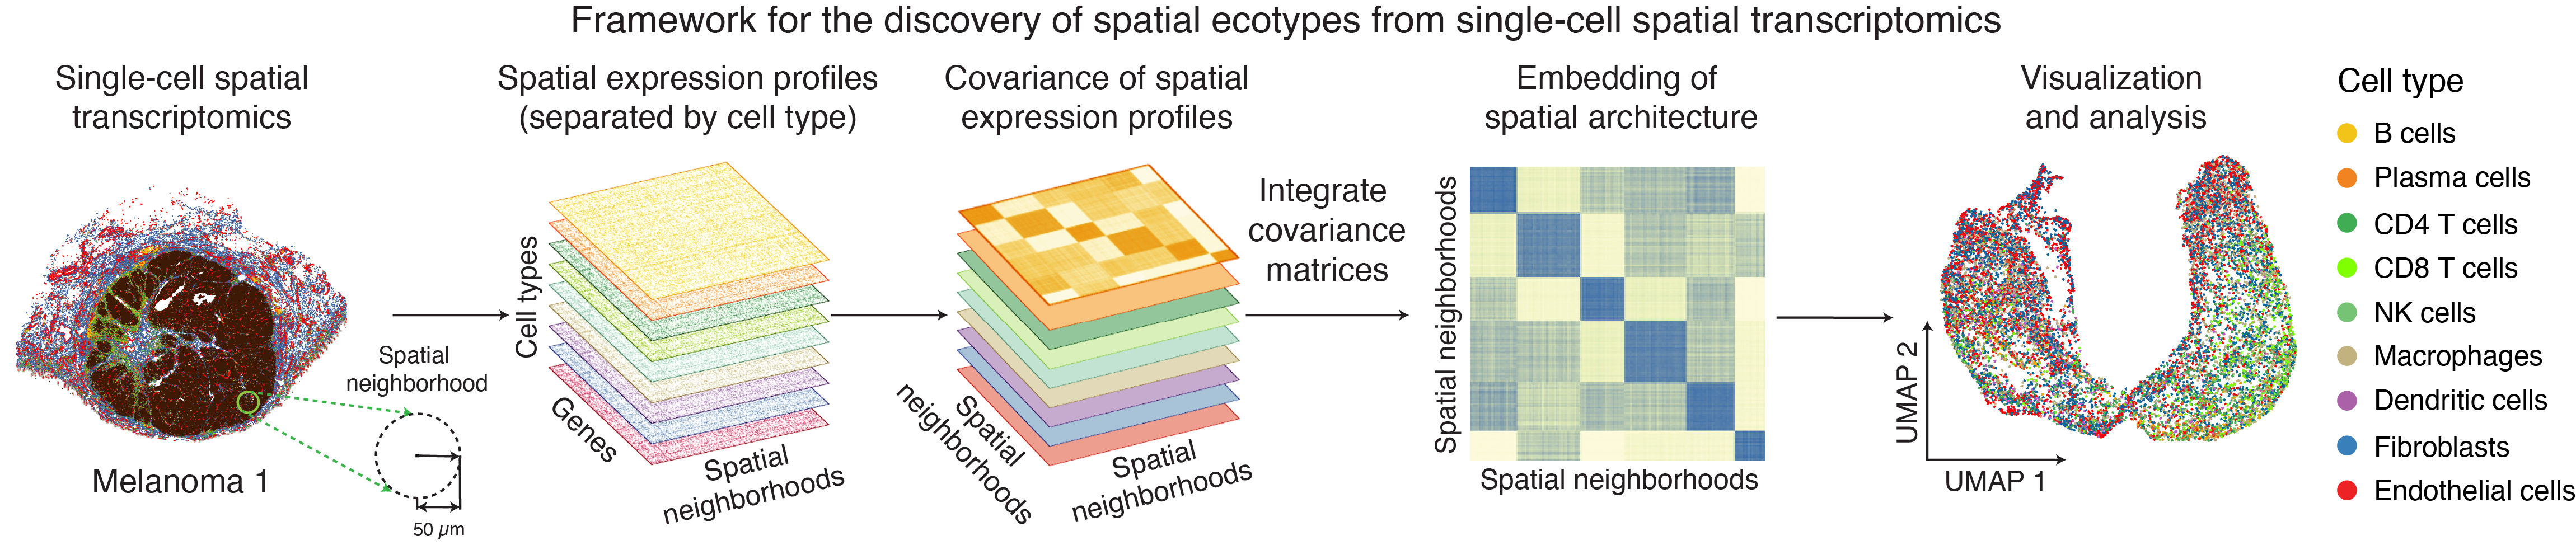 Framework for the discovery of spatial ecotypes from single-cell spatial transcriptomics
Single-cell spatial
transcriptomics
Melanoma 1
Spatial
neighborhood
50 µm
Spatial expression profiles
(separated by cell type)
Cell types
Genes
Spatial
neighborhoods
Covariance of spatial
expression profiles
Spatial
neighborhoods
Spatial
neighborhoods
Integrate
covariance
matrices
Embedding of
spatial architecture
Spatial neighborhoods
Spatial neighborhoods
Visualization
and analysis
UMAP 2
UMAP 1
Cell type
B cells
Plasma cells
CD4 T cells
CD8 T cells
NK cells
Macrophages
Dendritic cells
Fibroblasts
Endothelial cells